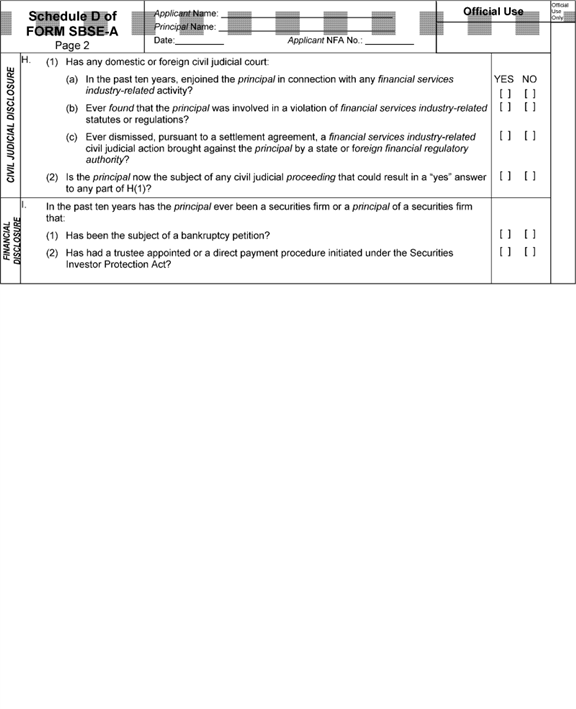 Schedule D of
FORM SBSE-A
Page 2
Applicant Name:
Principal Name:
Date:
Applicant NFA No.:
Official Use
Official
Use
Only
CIVIL JUDICIAL DISCLOSURE
H.
(1) Has any domestic or foreign civil judicial court:
(a) In the past ten years, enjoined the principal in connection with any financial services
industry-related activity?
YES NO
[ ] [ ]
(b) Ever found that the principal was involved in a violation of financial services industry-related
statutes or regulations?
[ ] [ ]
(c) Ever dismissed, pursuant to a settlement agreement, a financial services industry-related
civil judicial action brought against the principal by a state or foreign financial regulatory
authority?
[ ] [ ]
(2) Is the principal now the subject of any civil judicial proceeding that could result in a “yes” answer
to any part of H(1)?
[ ] [ ]
FINANCIAL
DISCLOSURE
I.
In the past ten years has the principal ever been a securities firm or a principal of a securities firm
that:
(1) Has been the subject of a bankruptcy petition?
[ ] [ ]
(2) Has had a trustee appointed or a direct payment procedure initiated under the Securities
Investor Protection Act?
[ ] [ ]